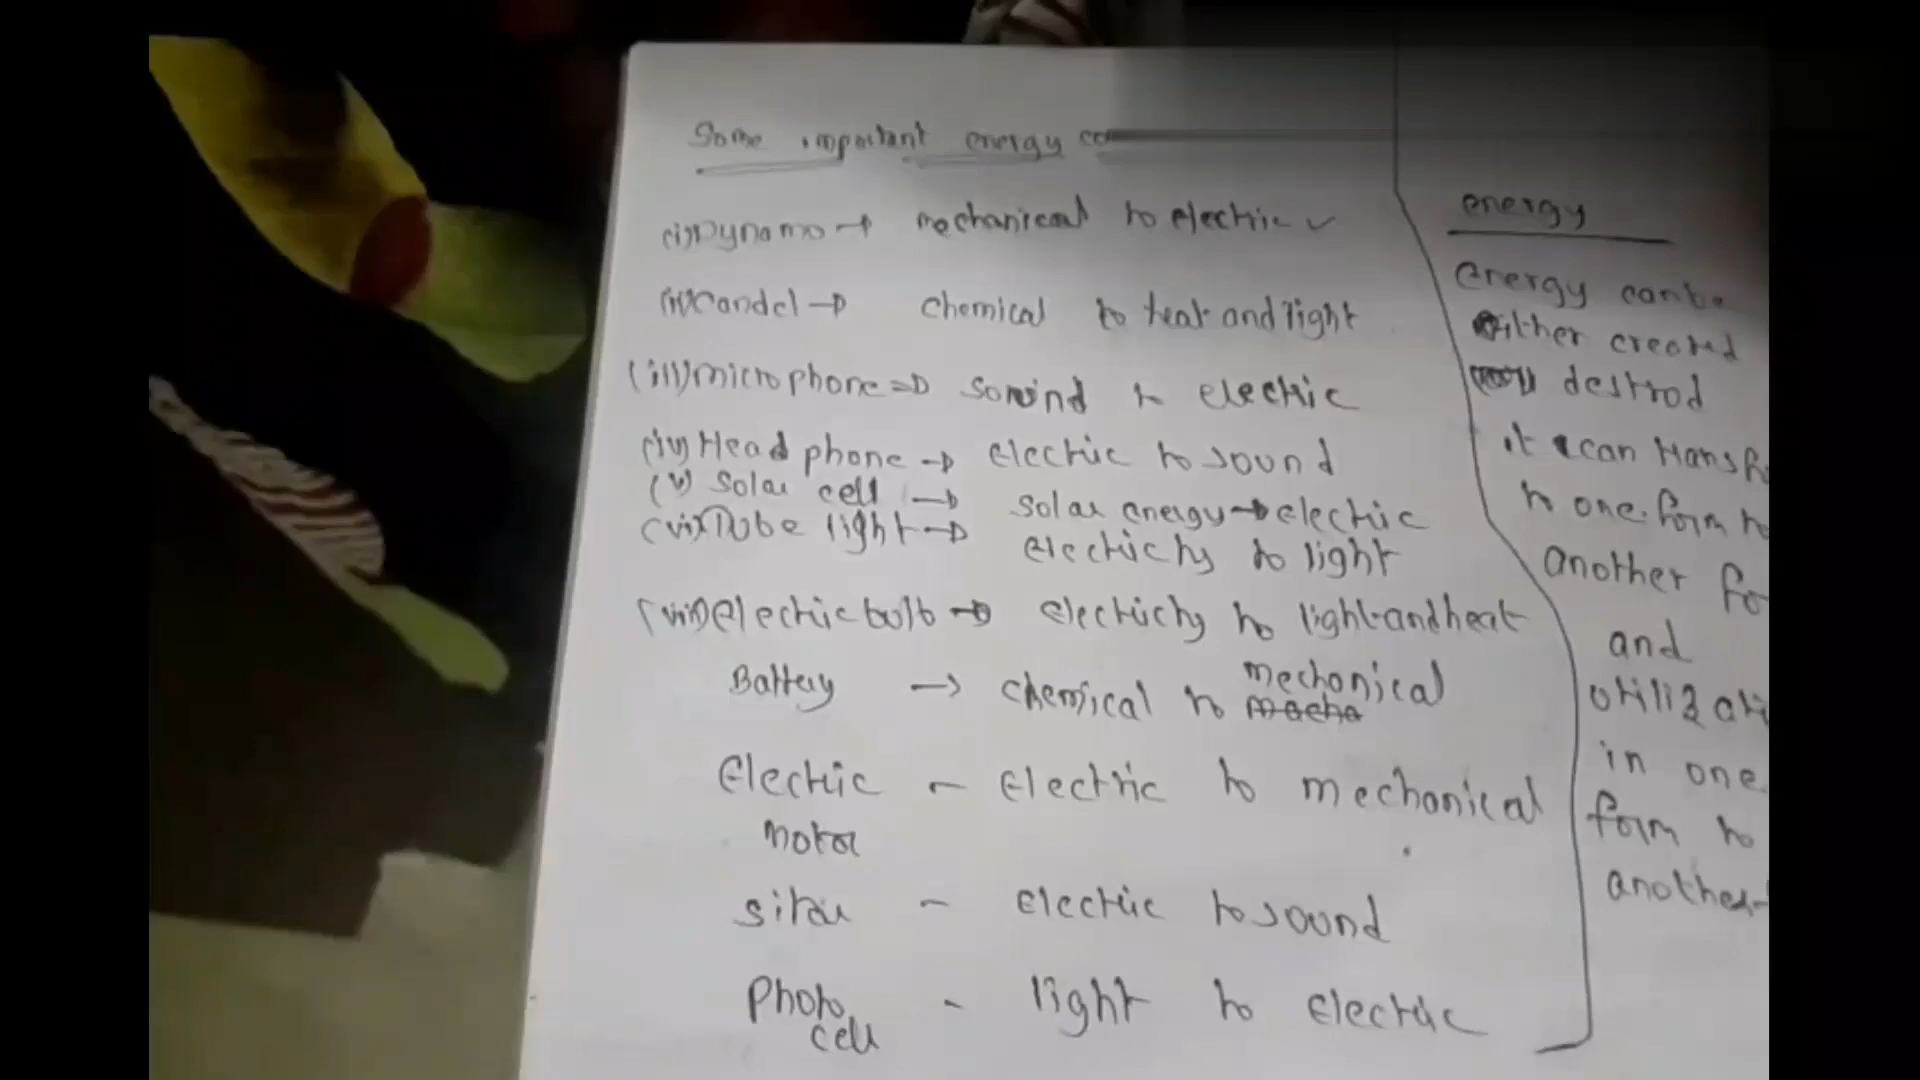 Some important energy co
(i) Dynamo → mechanical to electric ✓
(ii) candel → chemical to heat and light
(iii) microphone ⇒ sound to electric
(iv) Head phone → electric to sound
(v) Solar cell → solar energy → electric
(vi) Tube light → electricity to light
(vii) electric bulb → electricity to light and heat
Battery → chemical to mechanical
Electric - Electric to mechanical
motor
sitar - Electric to sound
Photo - light to Electric
cell
energy
energy can be
either created
destrod
it can transfo
to one form to
another fo
and
utilizati
in one
form to
another